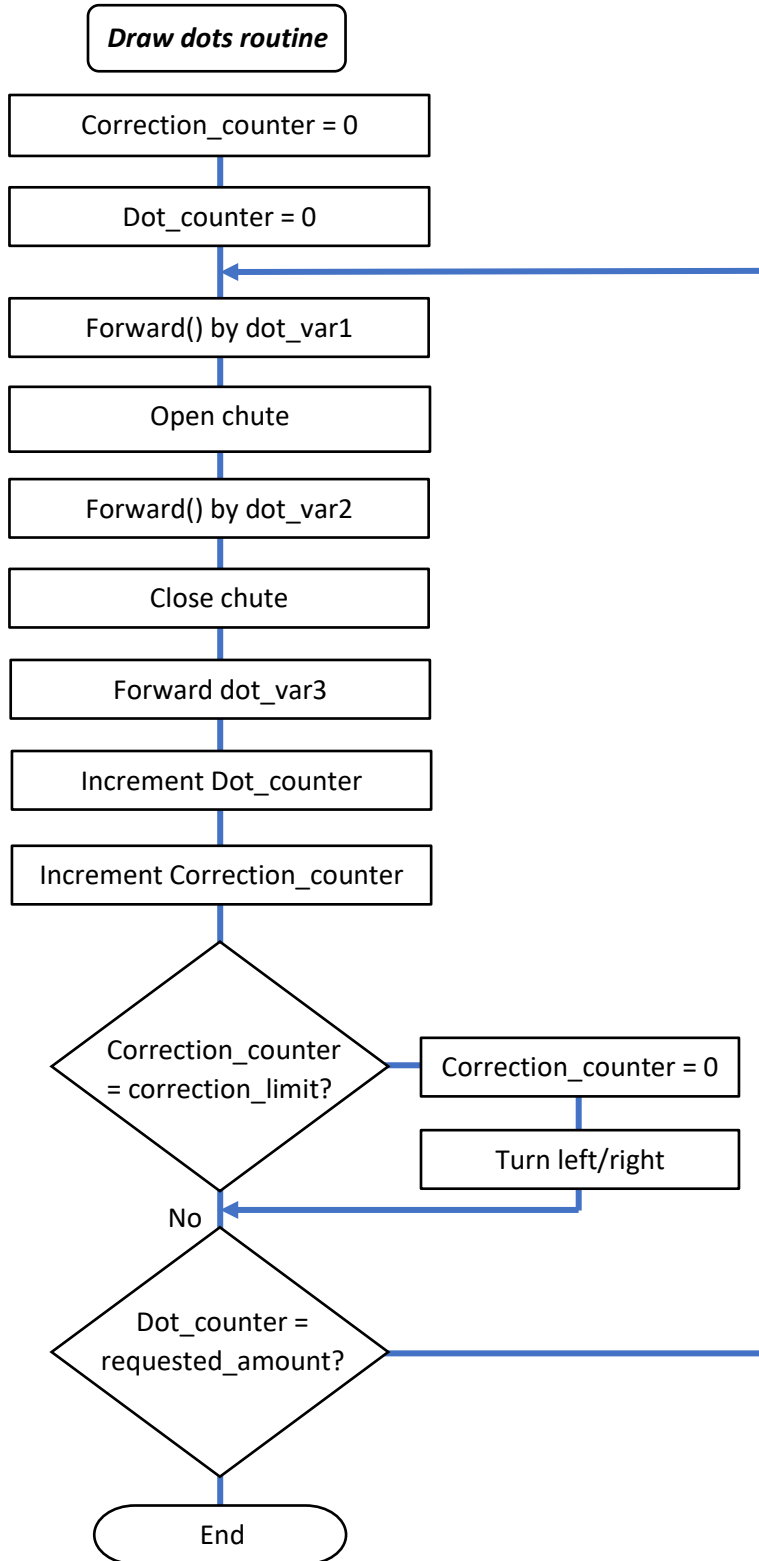 Draw dots routine
Correction_counter = 0
Dot_counter = 0
Forward() by dot_var1
Open chute
Forward() by dot_var2
Close chute
Forward dot_var3
Increment Dot_counter
Increment Correction_counter
Correction_counter
= correction_limit?
Correction_counter = 0
Turn left/right
No
Dot_counter =
requested_amount?
End